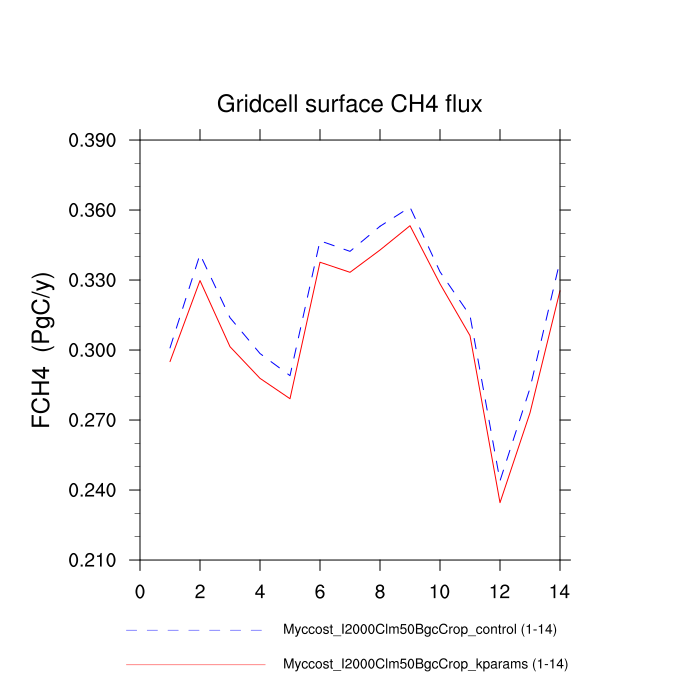 Gridcell surface CH4 flux
0.390
0.360
0.330
0.300
0.270
0.240
0.210
FCH4 (PgC/y)
0 2 4 6 8 10 12 14
Myccost_I2000Clm50BgcCrop_control (1-14)
Myccost_I2000Clm50BgcCrop_kparams (1-14)